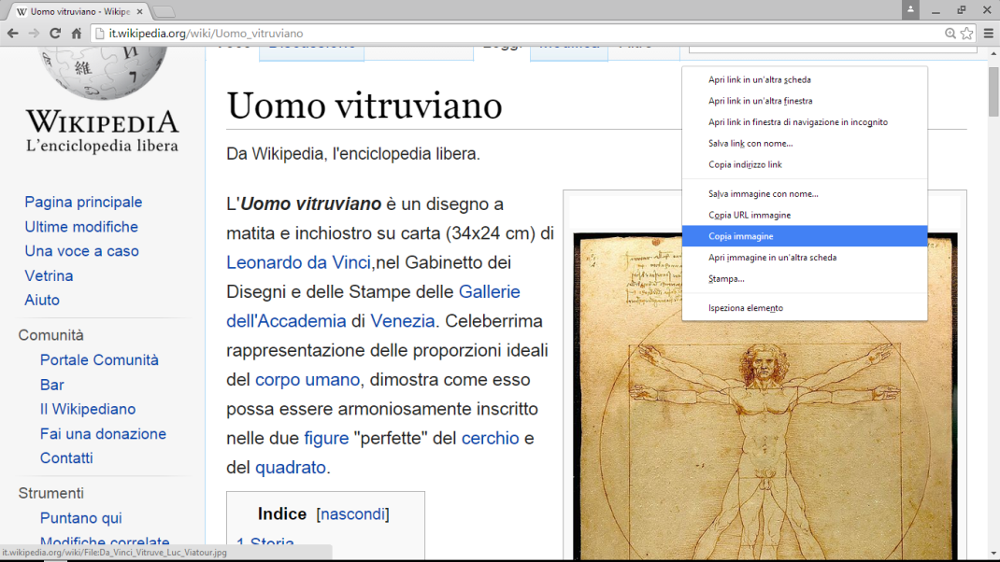 Uomo vitruviano - Wikipe
it.wikipedia.org/wiki/Uomo_vitruviano
WIKIPEDIA
L'enciclopedia libera
Pagina principale
Ultime modifiche
Una voce a caso
Vetrina
Aiuto
Comunità
Portale Comunità
Bar
Il Wikipediano
Fai una donazione
Contatti
Strumenti
Puntano qui
Modifiche correlate
Uomo vitruviano
Da Wikipedia, l'enciclopedia libera.
L'Uomo vitruviano è un disegno a
matita e inchiostro su carta (34x24 cm) di
Leonardo da Vinci,nel Gabinetto dei
Disegni e delle Stampe delle Gallerie
dell'Accademia di Venezia. Celeberrima
rappresentazione delle proporzioni ideali
del corpo umano, dimostra come esso
possa essere armoniosamente inscritto
nelle due figure "perfette" del cerchio e
del quadrato.
Indice [nascondi]
1 Storia
Apri link in un'altra scheda
Apri link in un'altra finestra
Apri link in finestra di navigazione in incognito
Salva link con nome...
Copia indirizzo link
Salva immagine con nome...
Copia URL immagine
Copia immagine
Apri immagine in un'altra scheda
Stampa...
Ispeziona elemento
it.wikipedia.org/wiki/File:Da_Vinci_Vitruve_Luc_Viatour.jpg